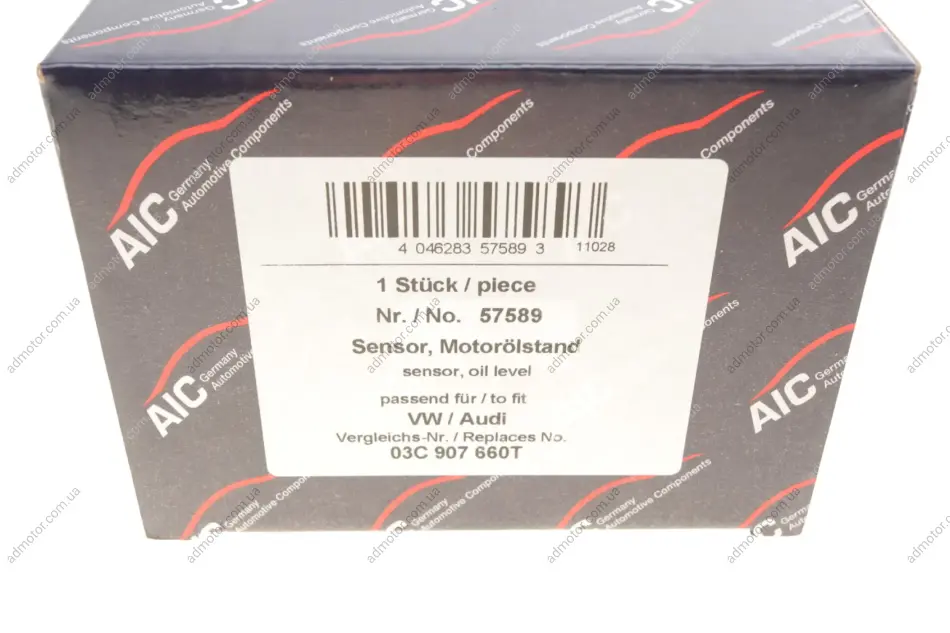 4 046283 57589 3 11028
1 Stück / piece
Nr. / No. 57589
Sensor, Motorölstand
sensor, oil level
passend für / to fit
VW / Audi
Vergleichs-Nr. / Replaces No.
03C 907 660T
AIC Germany
Automotive Components
AIC Germany
Automotive Components
AIC Germany
Automotive Components
admotor.com.ua